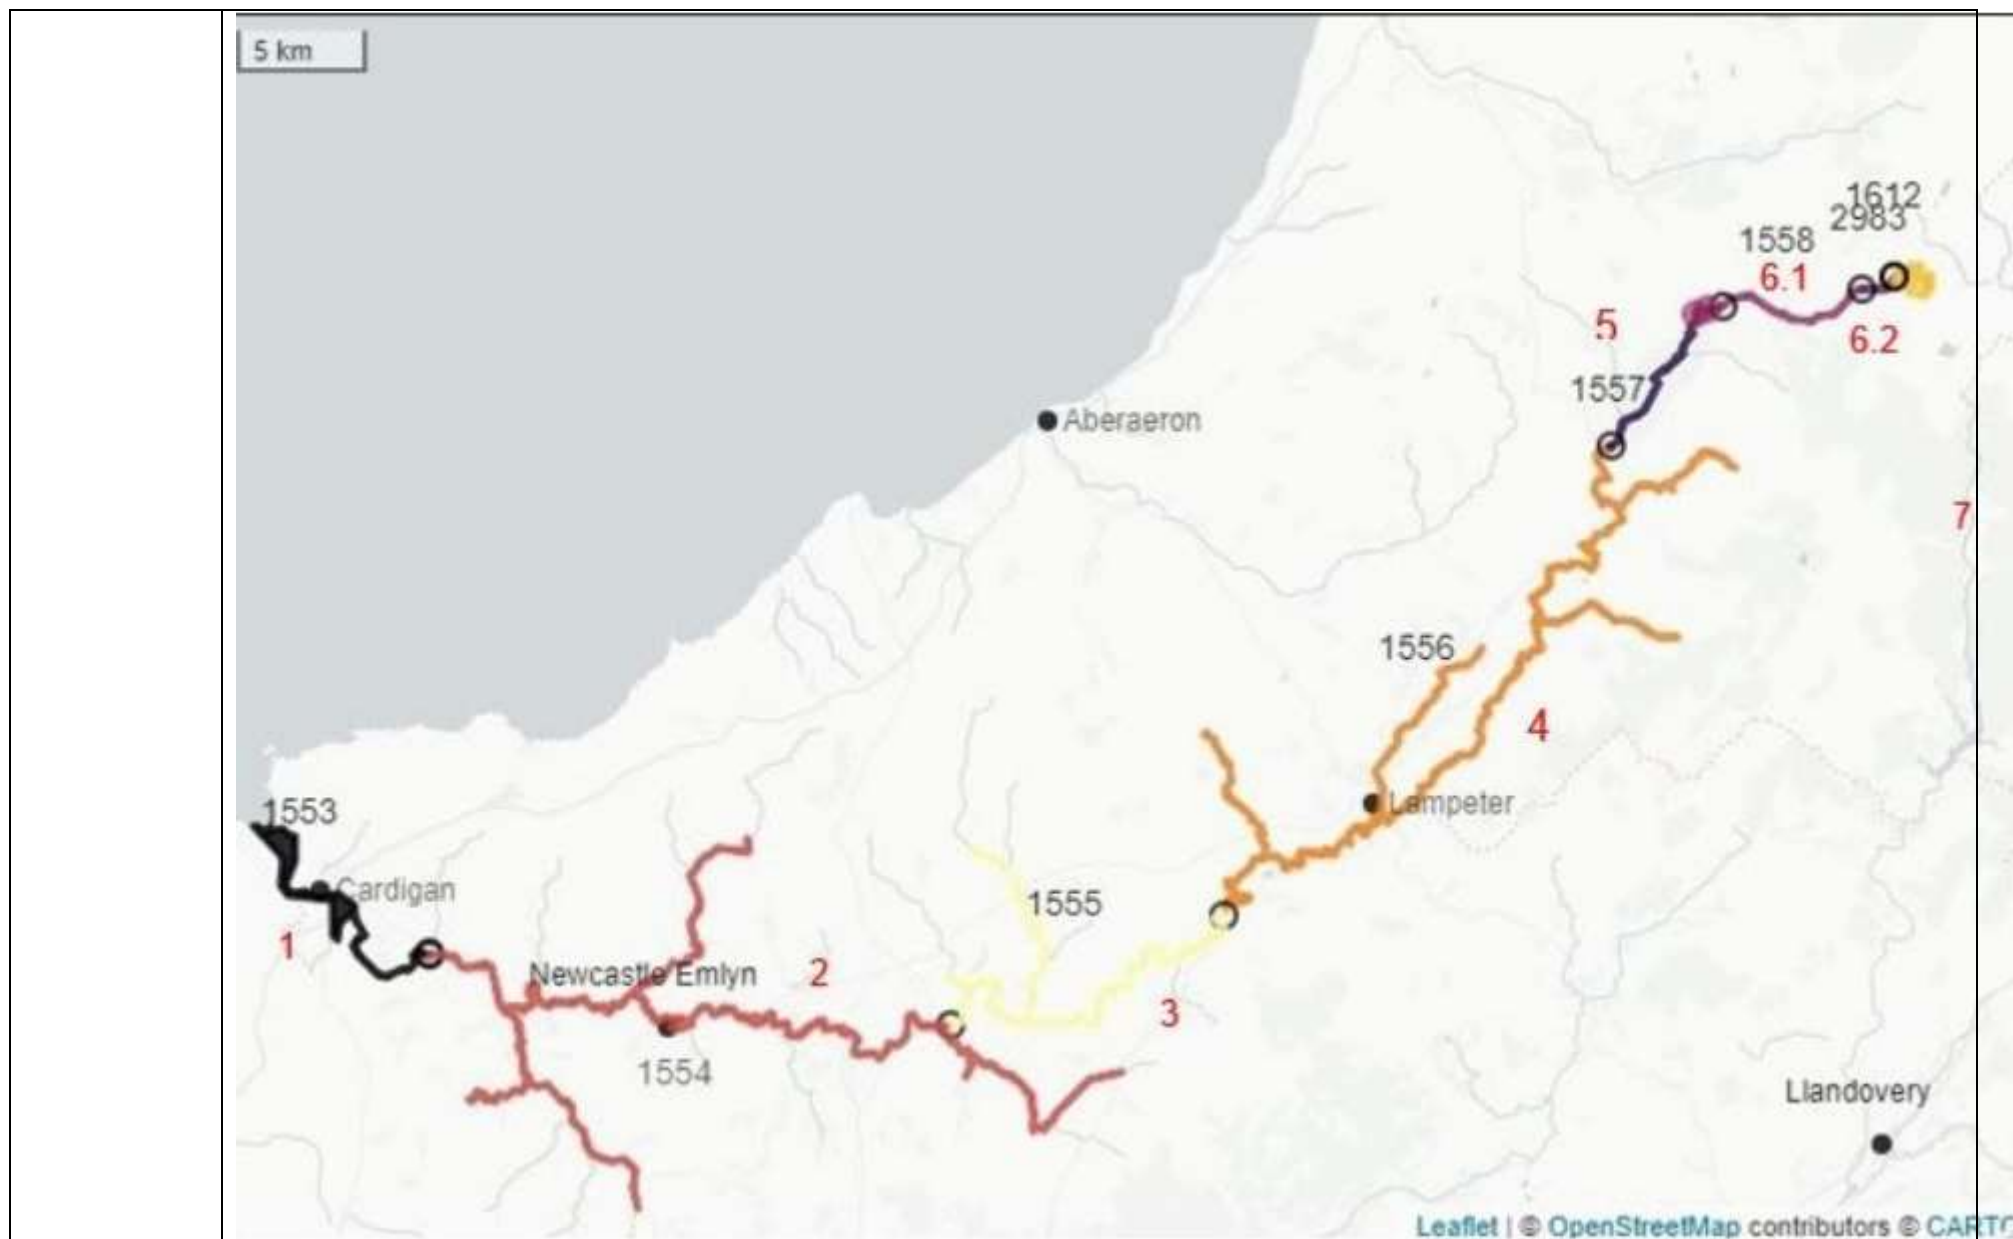 5 km
1612
2983
1558
6.1
5
6.2
1557
Aberaeron
7
1556
4
1553
Lampeter
Cardigan
1555
1
Newcastle Emlyn
2
3
1554
Llandovery
Leaflet | © OpenStreetMap contributors © CARTO